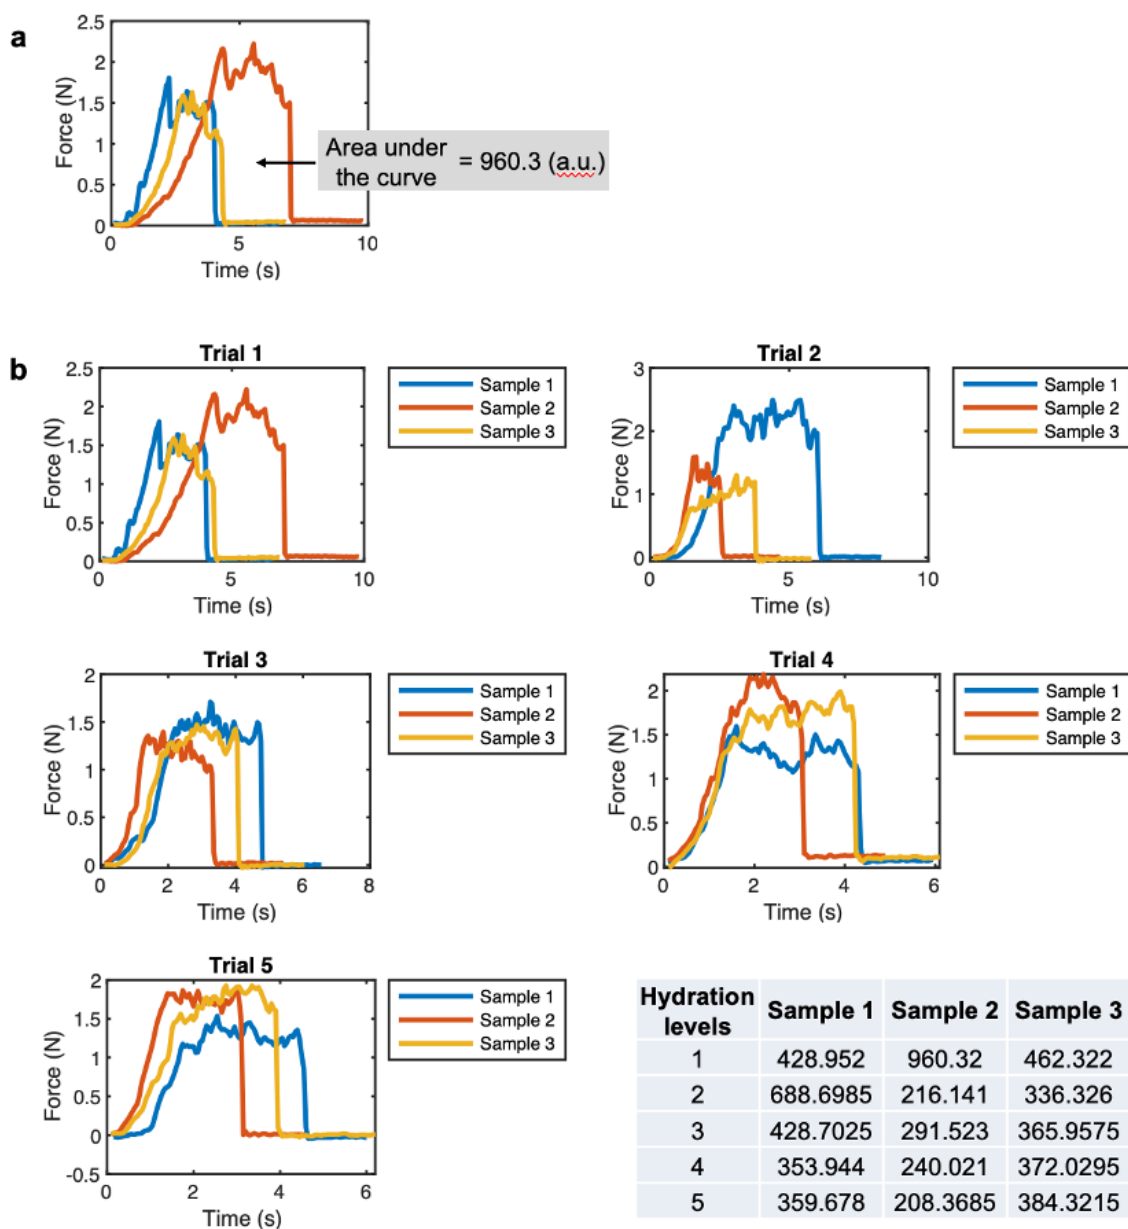 a
2.5
2
1.5
1
0.5
0
Force (N)
0 5 10
Time (s)
Area under
the curve
= 960.3 (a.u.)
b
Trial 1
2.5
2
1.5
1
0.5
0
Force (N)
0 5 10
Time (s)
Sample 1
Sample 2
Sample 3
Trial 2
3
2
1
0
Force (N)
0 5 10
Time (s)
Sample 1
Sample 2
Sample 3
Trial 3
2
1.5
1
0.5
0
Force (N)
0 2 4 6 8
Time (s)
Sample 1
Sample 2
Sample 3
Trial 4
2
1.5
1
0.5
0
Force (N)
0 2 4 6
Time (s)
Sample 1
Sample 2
Sample 3
Trial 5
2
1.5
1
0.5
0
-0.5
Force (N)
0 2 4 6
Time (s)
Sample 1
Sample 2
Sample 3
Hydration
levels
Sample 1 Sample 2 Sample 3
1 428.952 960.32 462.322
2 688.6985 216.141 336.326
3 428.7025 291.523 365.9575
4 353.944 240.021 372.0295
5 359.678 208.3685 384.3215